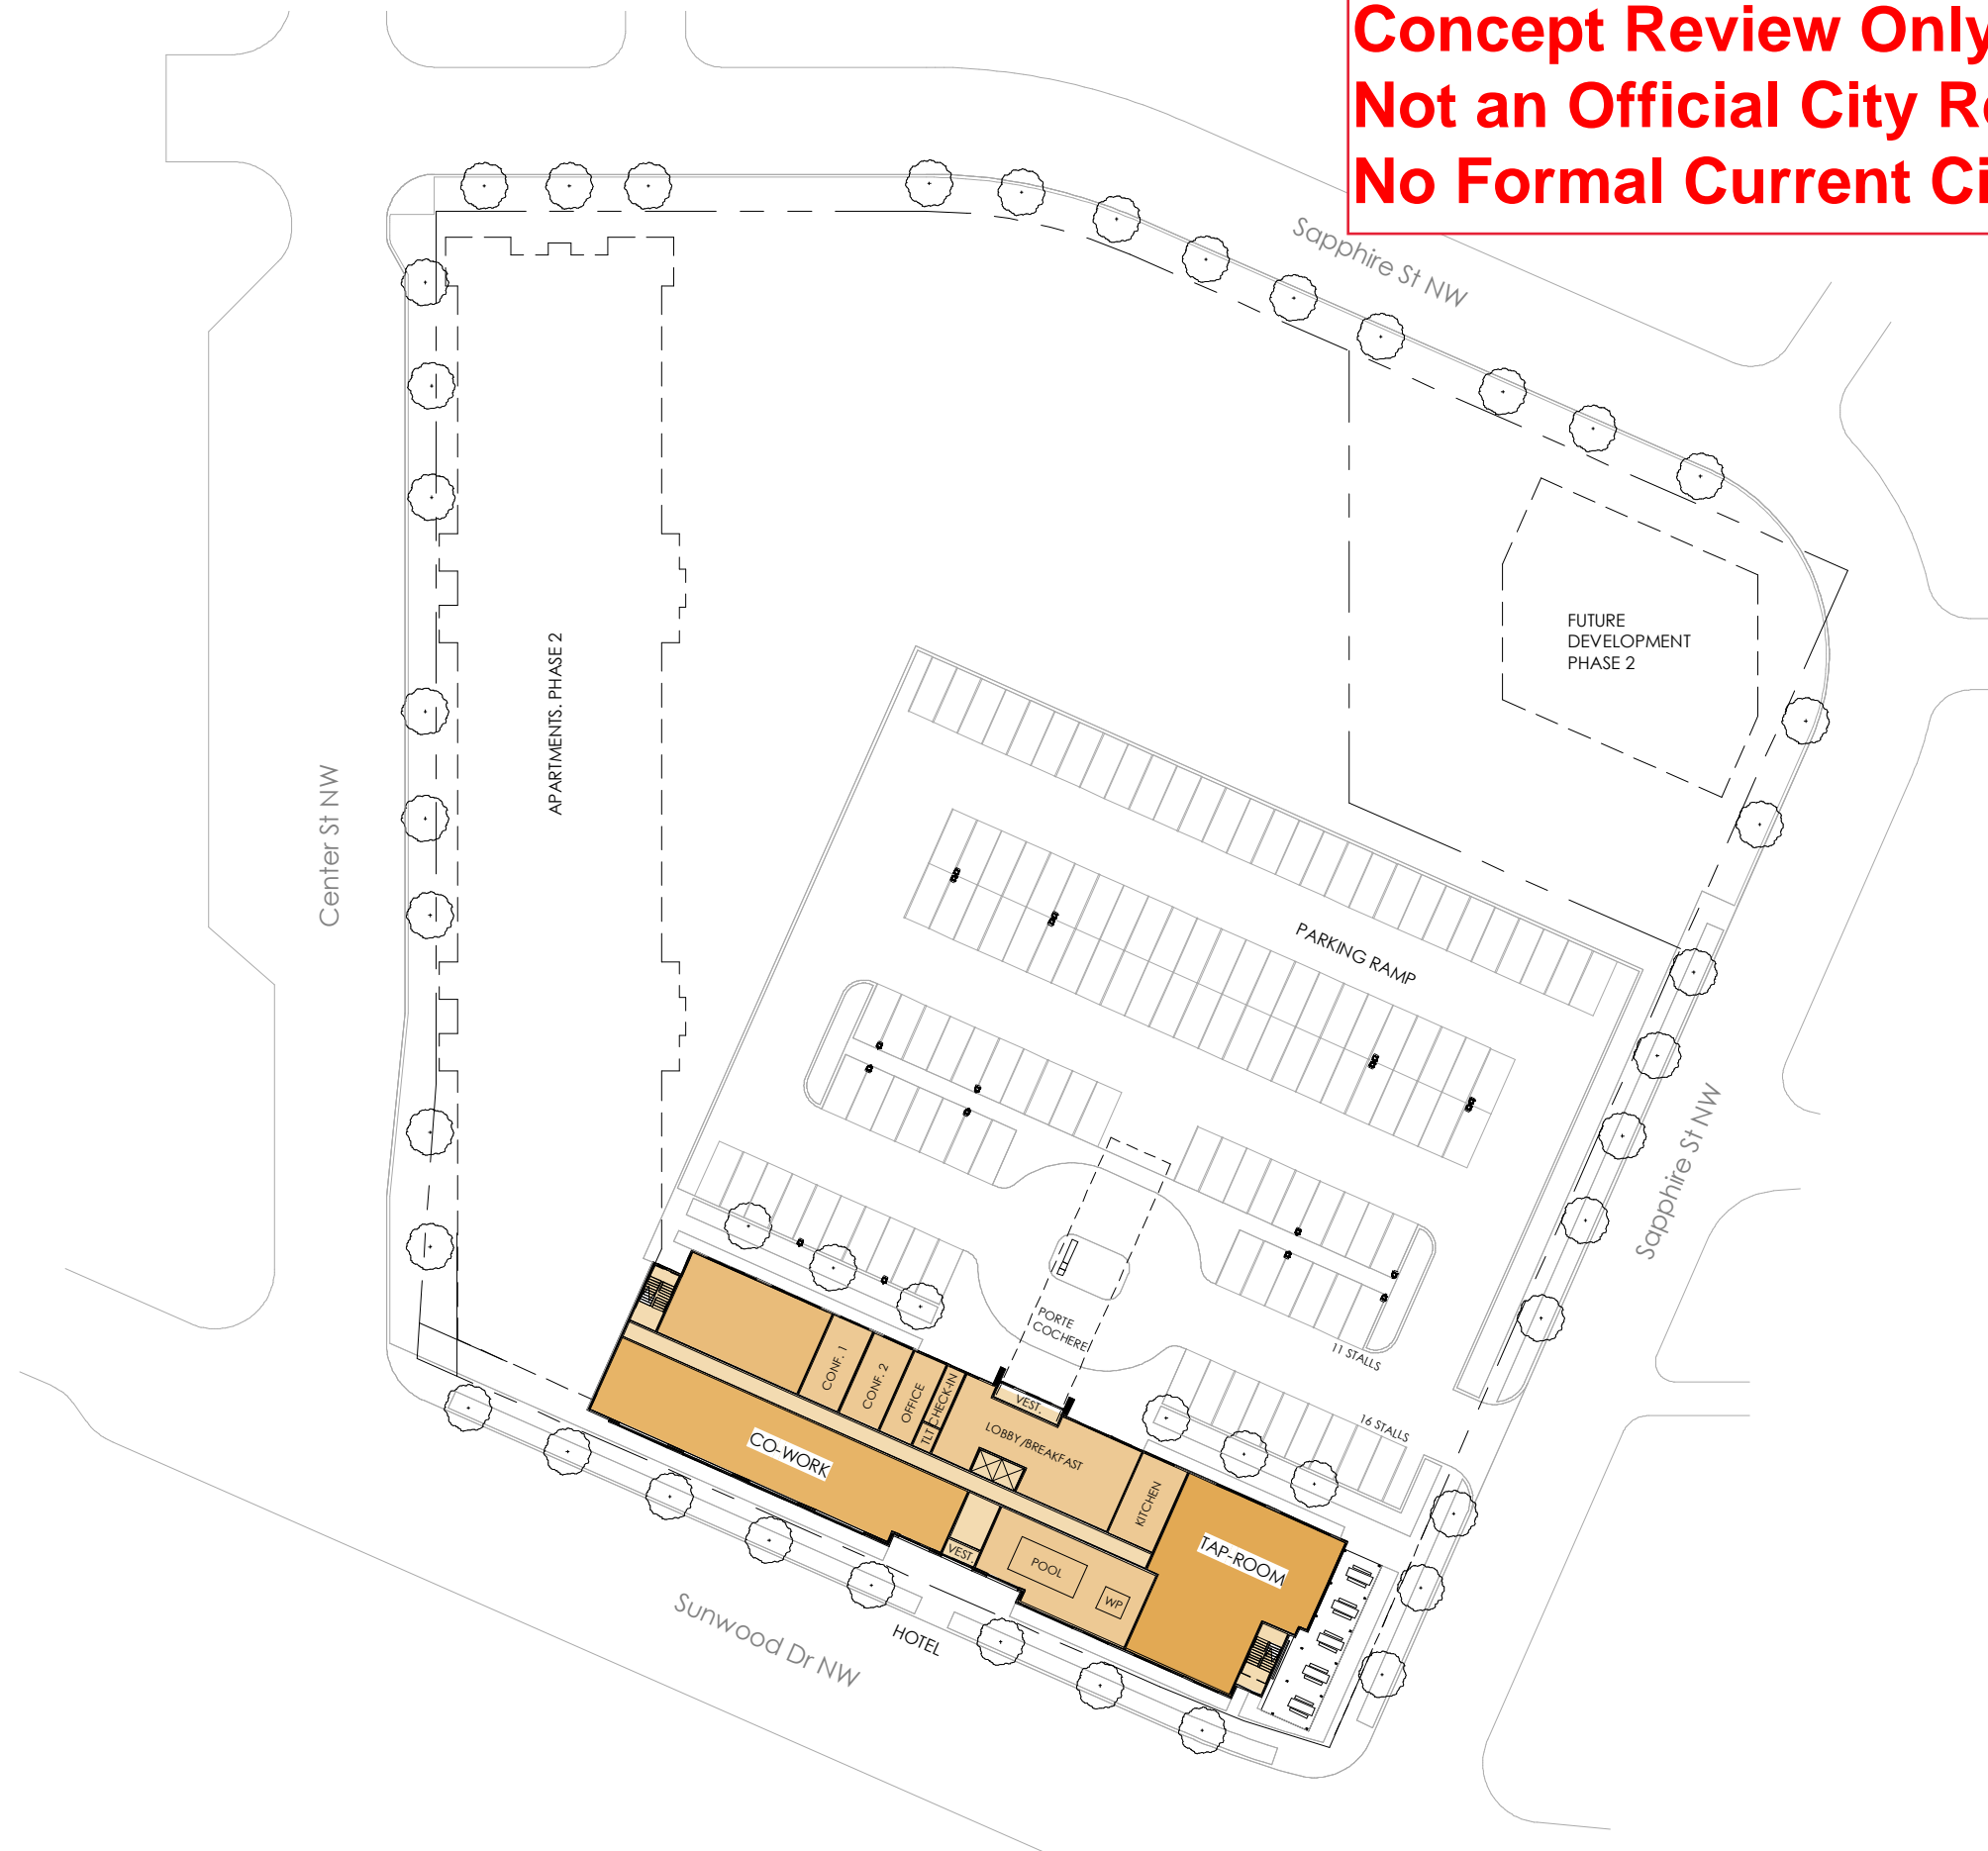 Concept Review Only
Not an Official City Re
No Formal Current Ci
Sapphire St NW
FUTURE
DEVELOPMENT
PHASE 2
APARTMENTS. PHASE 2
Center St NW
PARKING RAMP
Sapphire St NW
PORTE
COCHERE
11 STALLS
16 STALLS
CONF. 1
CONF. 2
OFFICE
CHECK-IN
TLT
VEST.
LOBBY/BREAKFAST
KITCHEN
CO-WORK
TAP-ROOM
VEST.
POOL
WP
HOTEL
Sunwood Dr NW